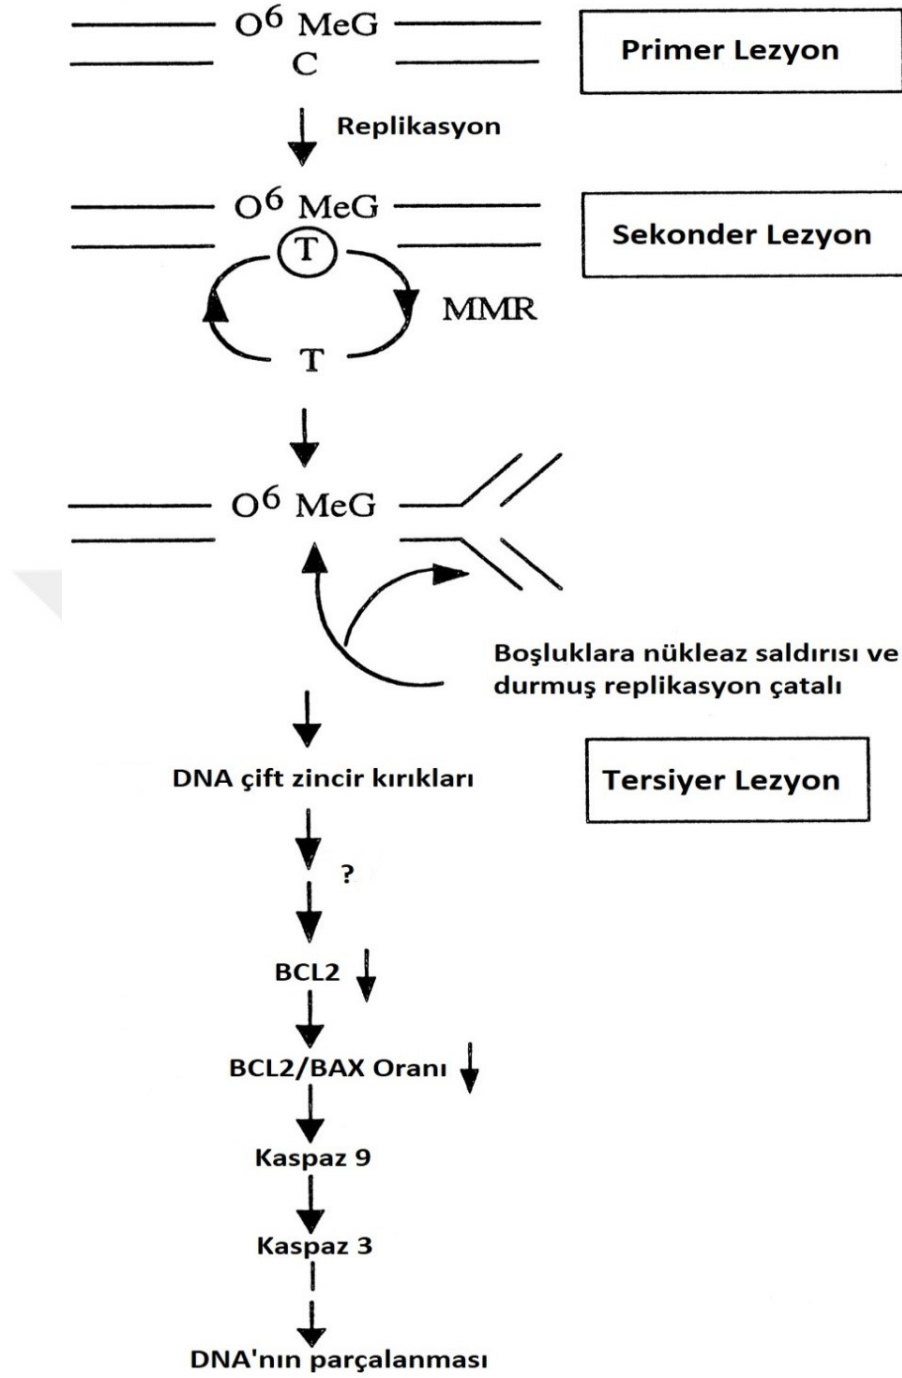 O⁶ MeG
C
Primer Lezyon
Replikasyon
O⁶ MeG
T
Sekonder Lezyon
MMR
T
O⁶ MeG
Boşluklara nükleaz saldırısı ve
durmuş replikasyon çatalı
DNA çift zincir kırıkları
Tersiyer Lezyon
?
BCL2
BCL2/BAX Oranı
Kaspaz 9
Kaspaz 3
DNA'nın parçalanması